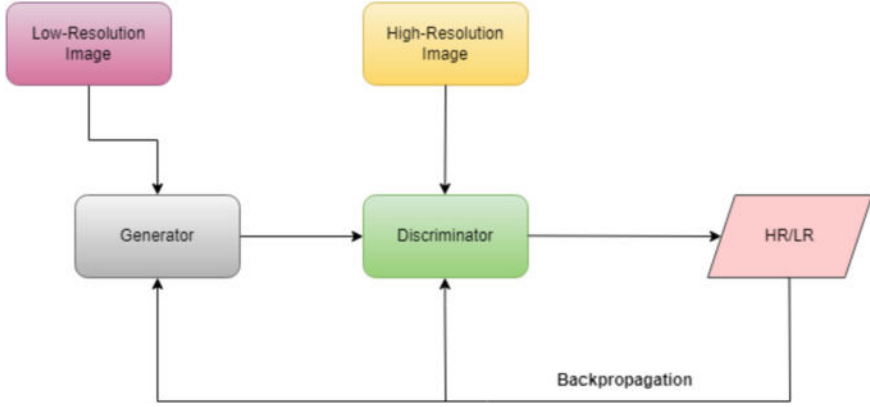 Low-Resolution
Image
High-Resolution
Image
Generator
Discriminator
HR/LR
Backpropagation